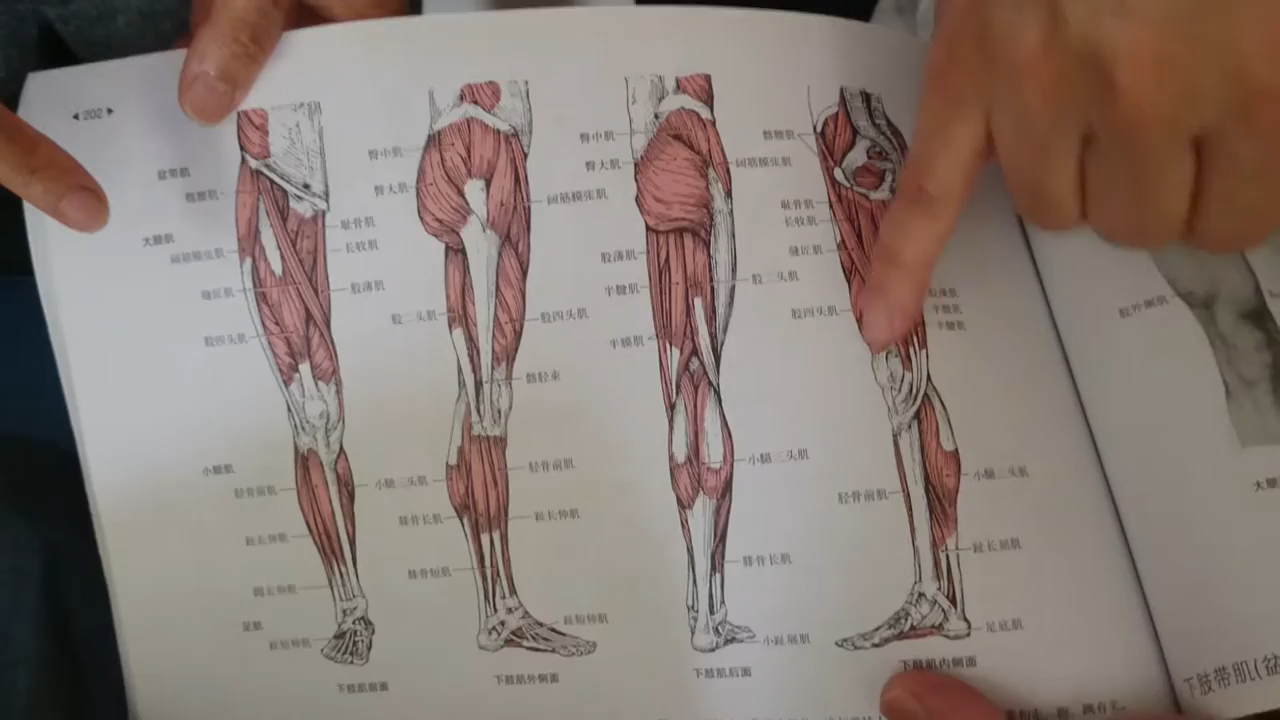 202
盆带肌
髂腰肌
大腿肌
阔筋膜张肌
缝匠肌
股四头肌
耻骨肌
长收肌
股薄肌
小腿肌
胫骨前肌
趾长伸肌
足肌
趾短伸肌
下肢肌前面
臀中肌
臀大肌
阔筋膜张肌
股二头肌
股四头肌
髂胫束
小腿三头肌
胫骨前肌
腓骨长肌
趾长伸肌
腓骨短肌
趾短伸肌
下肢肌外侧面
臀中肌
臀大肌
阔筋膜张肌
股薄肌
半腱肌
股二头肌
半膜肌
小腿三头肌
腓骨长肌
小趾展肌
下肢肌后面
髂腰肌
耻骨肌
长收肌
缝匠肌
股四头肌
股薄肌
半膜肌
半腱肌
胫骨前肌
小腿三头肌
趾长屈肌
足底肌
下肢肌内侧面
股外侧肌
大腿
下肢带肌(盆